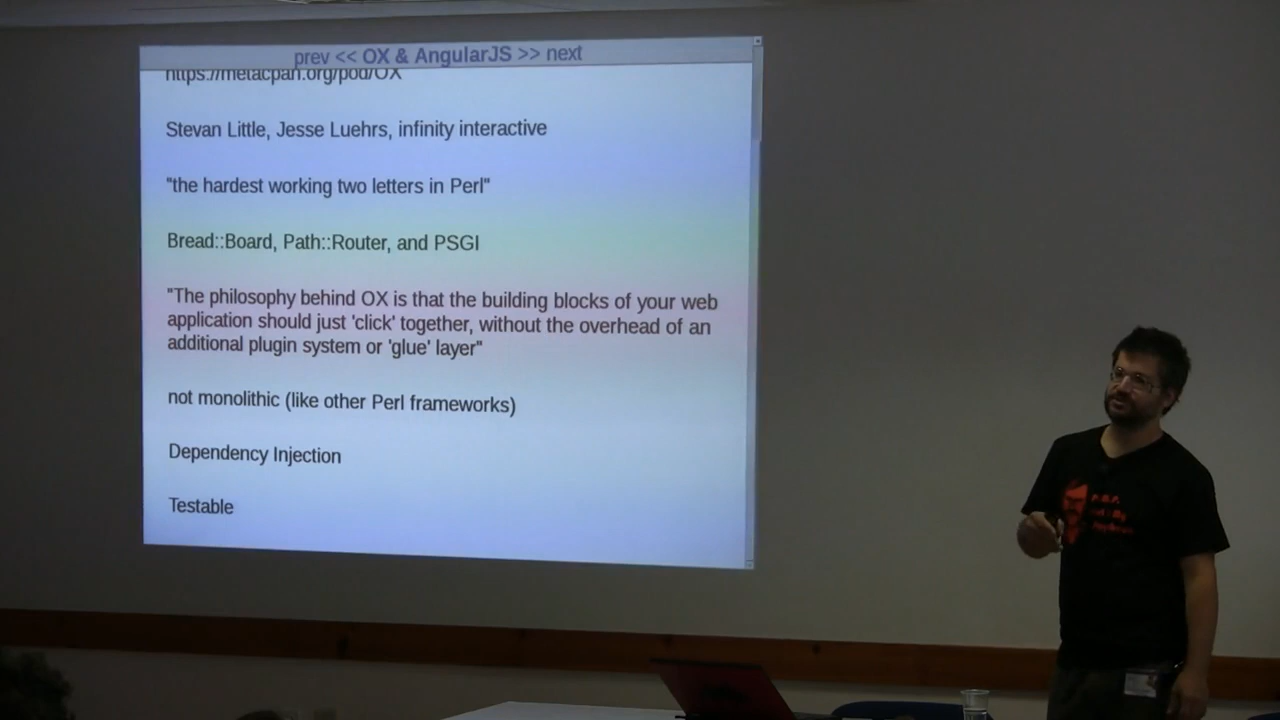 prev << OX & AngularJS >> next
https://metacpan.org/pod/OX
Stevan Little, Jesse Luehrs, infinity interactive
"the hardest working two letters in Perl"
Bread::Board, Path::Router, and PSGI
"The philosophy behind OX is that the building blocks of your web
application should just 'click' together, without the overhead of an
additional plugin system or 'glue' layer"
not monolithic (like other Perl frameworks)
Dependency Injection
Testable